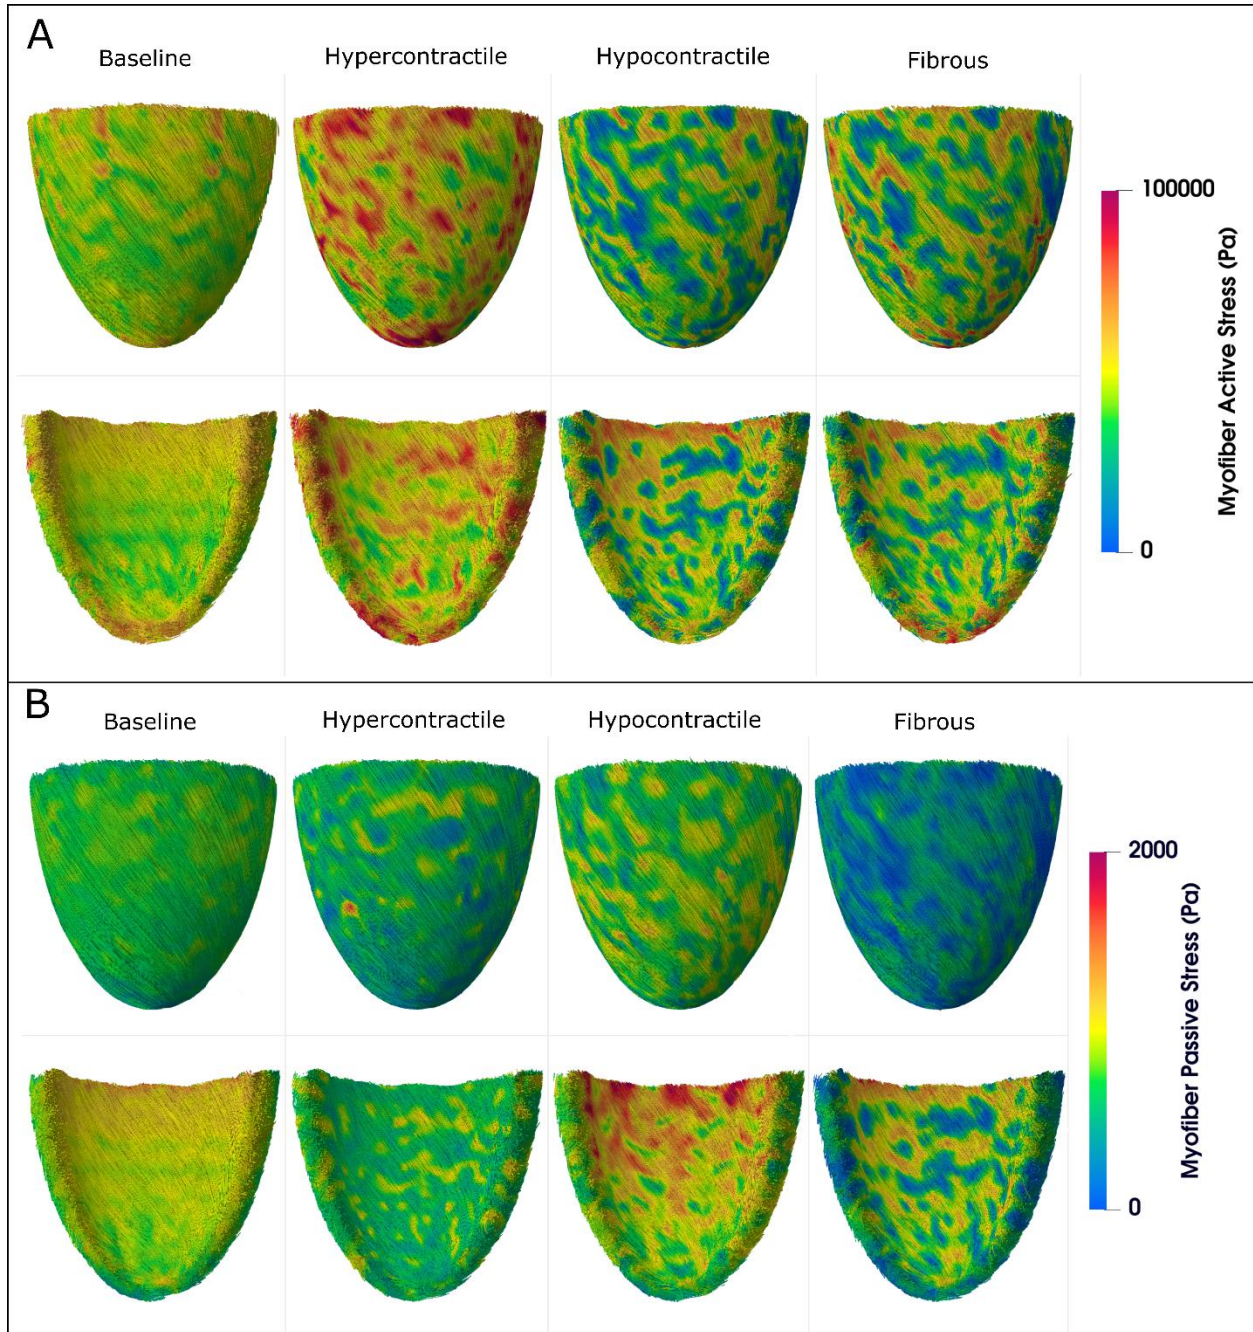 A
Baseline
Hypercontractile
Hypocontractile
Fibrous
100000
0
Myofiber Active Stress (Pa)
B
Baseline
Hypercontractile
Hypocontractile
Fibrous
2000
0
Myofiber Passive Stress (Pa)